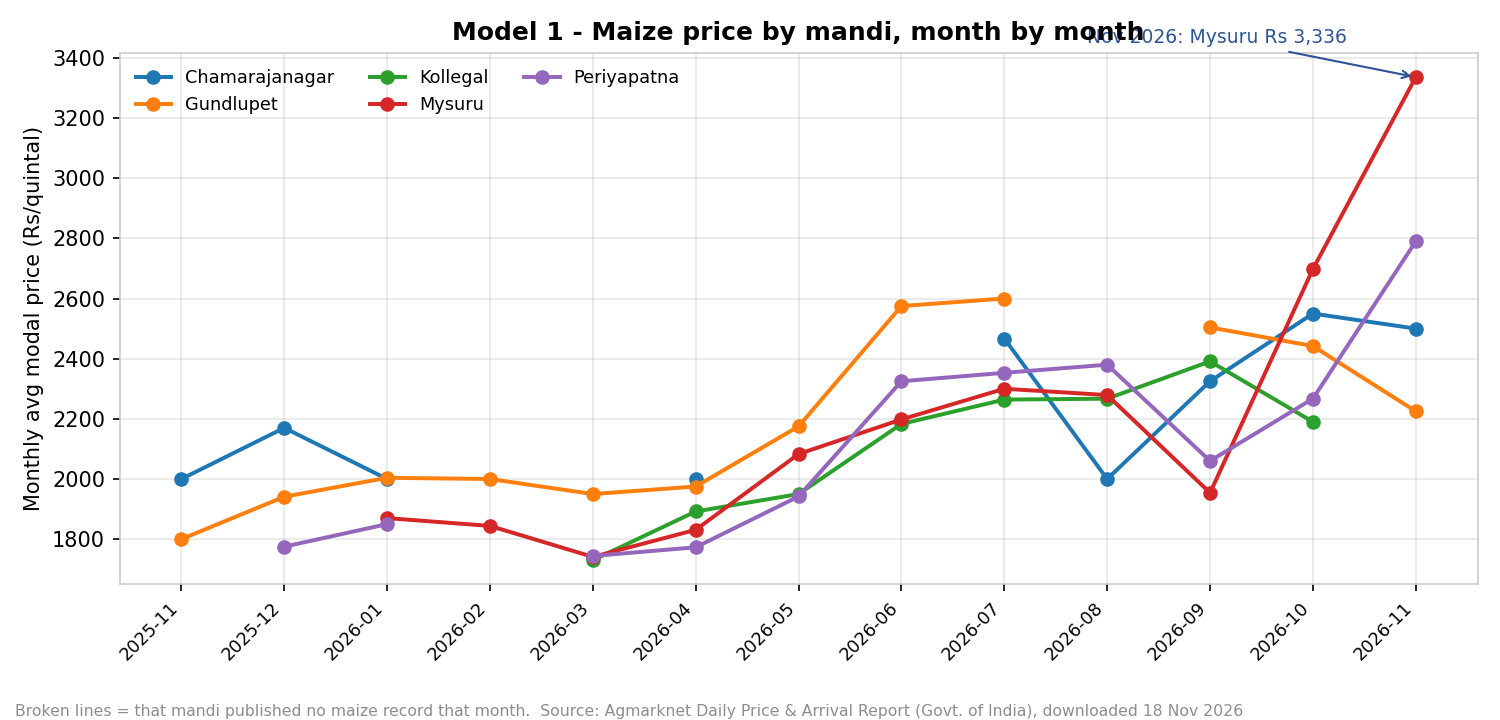 Model 1 - Maize price by mandi, month by month
Nov 2026: Mysuru Rs 3,336
Chamarajanagar
Gundlupet
Kollegal
Mysuru
Periyapatna
Monthly avg modal price (Rs/quintal)
3400
3200
3000
2800
2600
2400
2200
2000
1800
2025-11
2025-12
2026-01
2026-02
2026-03
2026-04
2026-05
2026-06
2026-07
2026-08
2026-09
2026-10
2026-11
Broken lines = that mandi published no maize record that month.  Source: Agmarknet Daily Price & Arrival Report (Govt. of India), downloaded 18 Nov 2026